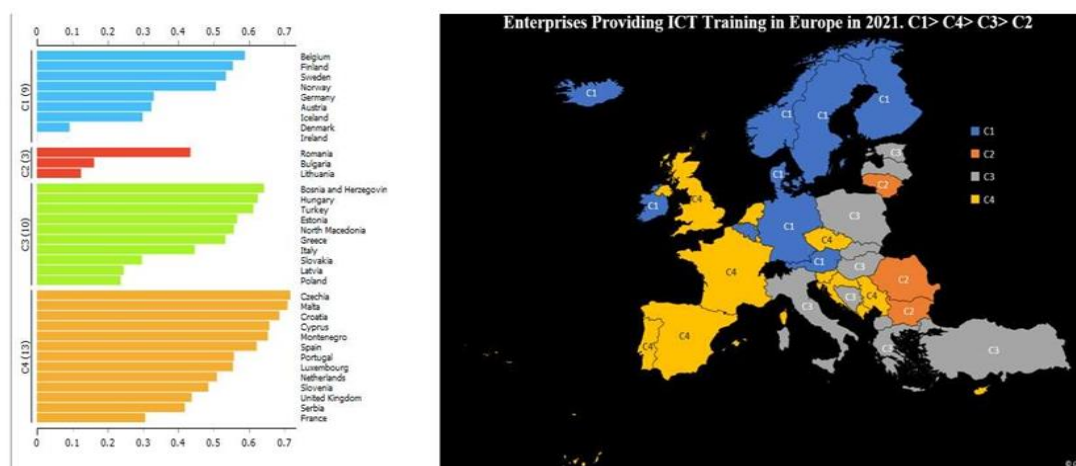 0 0.1 0.2 0.3 0.4 0.5 0.6 0.7
C1 (9)
Belgium
Finland
Sweden
Norway
Germany
Austria
Iceland
Denmark
Ireland
C2 (3)
Romania
Bulgaria
Lithuania
C3 (10)
Bosnia and Herzegovin
Hungary
Turkey
Estonia
North Macedonia
Greece
Italy
Slovakia
Latvia
Poland
C4 (13)
Czechia
Malta
Croatia
Cyprus
Montenegro
Spain
Portugal
Luxembourg
Netherlands
Slovenia
United Kingdom
Serbia
France
0 0.1 0.2 0.3 0.4 0.5 0.6 0.7
Enterprises Providing ICT Training in Europe in 2021. C1> C4> C3> C2
C1
C1
C1
C1
C3
C1
C2
C1
C4
C1
C3
C4
C1
C3
C4
C2
C3
C4
C2
C3
C4
C4
C3
C3
C1
C2
C3
C4